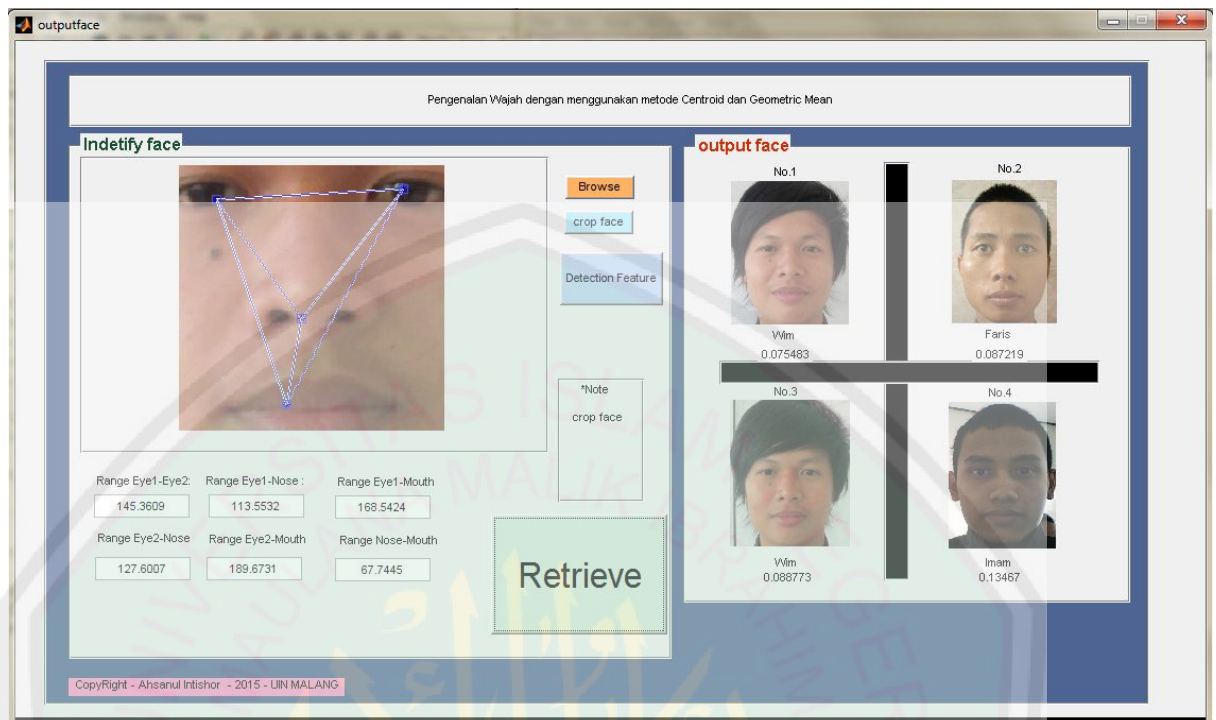 outputface
Pengenalan Wajah dengan menggunakan metode Centroid dan Geometric Mean
Indetify face
Browse
crop face
Detection Feature
*Note
crop face
Range Eye1-Eye2:
Range Eye1-Nose :
Range Eye1-Mouth
145.3609
113.5532
168.5424
Range Eye2-Nose
Range Eye2-Mouth
Range Nose-Mouth
127.6007
189.6731
67.7445
Retrieve
output face
No.1
No.2
Wim
Faris
0.075483
0.087219
No.3
No.4
Wim
Imam
0.088773
0.13467
CopyRight - Ahsanul Intishor - 2015 - UIN MALANG